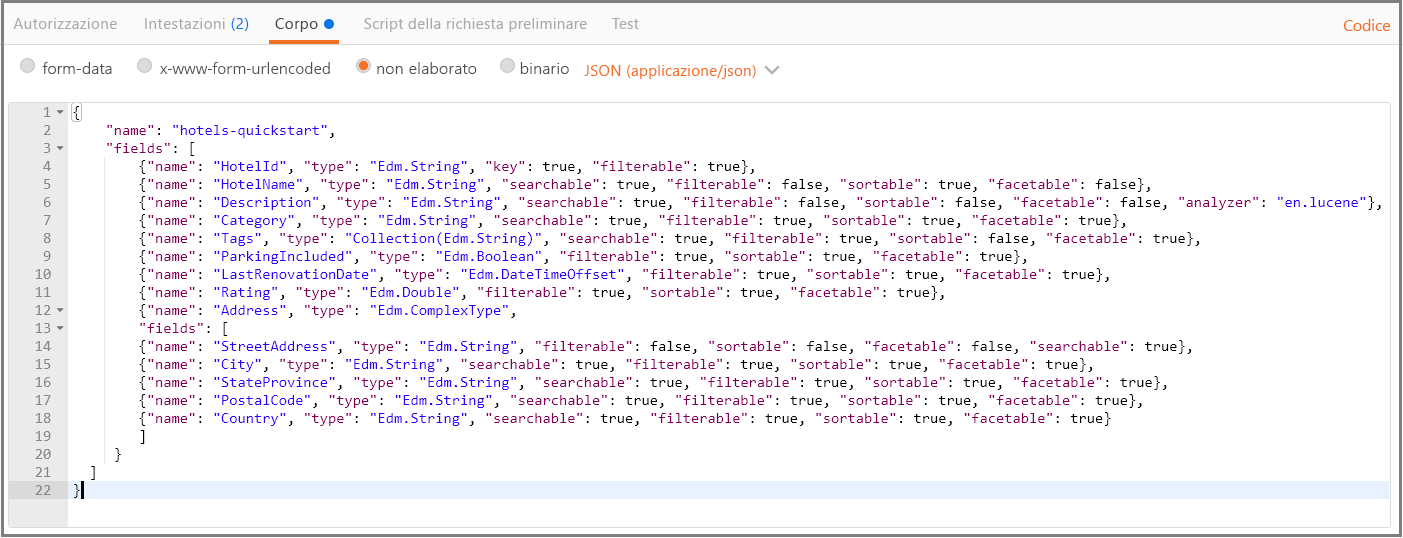 Autorizzazione Intestazioni (2) Corpo Script della richiesta preliminare Test Codice
form-data x-www-form-urlencoded non elaborato binario JSON (applicazione/json)
1 {
2 "name": "hotels-quickstart",
3 "fields": [
4 {"name": "HotelId", "type": "Edm.String", "key": true, "filterable": true},
5 {"name": "HotelName", "type": "Edm.String", "searchable": true, "filterable": false, "sortable": true, "facetable": false},
6 {"name": "Description", "type": "Edm.String", "searchable": true, "filterable": false, "sortable": false, "facetable": false, "analyzer": "en.lucene"},
7 {"name": "Category", "type": "Edm.String", "searchable": true, "filterable": true, "sortable": true, "facetable": true},
8 {"name": "Tags", "type": "Collection(Edm.String)", "searchable": true, "filterable": true, "sortable": false, "facetable": true},
9 {"name": "ParkingIncluded", "type": "Edm.Boolean", "filterable": true, "sortable": true, "facetable": true},
10 {"name": "LastRenovationDate", "type": "Edm.DateTimeOffset", "filterable": true, "sortable": true, "facetable": true},
11 {"name": "Rating", "type": "Edm.Double", "filterable": true, "sortable": true, "facetable": true},
12 {"name": "Address", "type": "Edm.ComplexType",
13 "fields": [
14 {"name": "StreetAddress", "type": "Edm.String", "filterable": false, "sortable": false, "facetable": false, "searchable": true},
15 {"name": "City", "type": "Edm.String", "searchable": true, "filterable": true, "sortable": true, "facetable": true},
16 {"name": "StateProvince", "type": "Edm.String", "searchable": true, "filterable": true, "sortable": true, "facetable": true},
17 {"name": "PostalCode", "type": "Edm.String", "searchable": true, "filterable": true, "sortable": true, "facetable": true},
18 {"name": "Country", "type": "Edm.String", "searchable": true, "filterable": true, "sortable": true, "facetable": true}
19 ]
20 }
21 ]
22 }